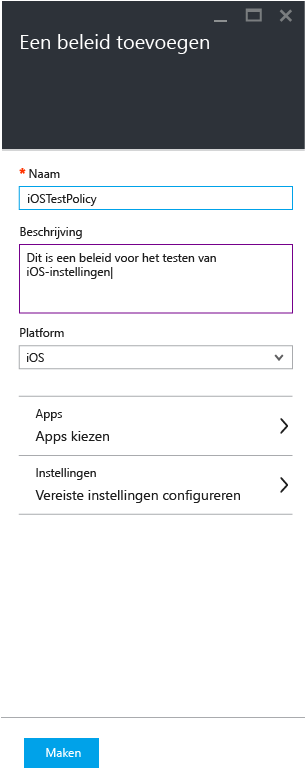 Een beleid toevoegen
* Naam
iOSTestPolicy
Beschrijving
Dit is een beleid voor het testen van
iOS-instellingen
Platform
iOS
Apps
Apps kiezen
Instellingen
Vereiste instellingen configureren
Maken